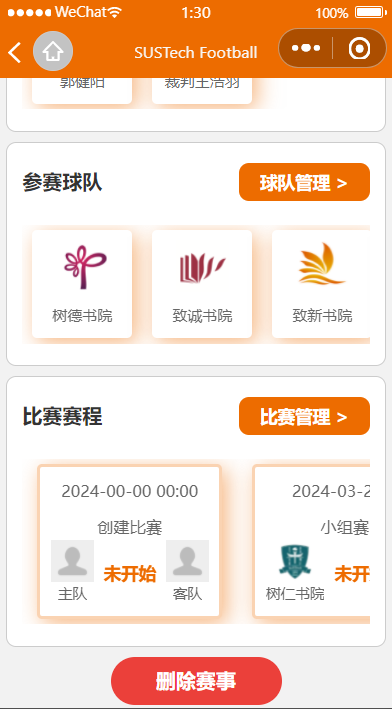 WeChat 1:30 100%
SUSTech Football
郭健阳 裁判王浩羽
参赛球队 球队管理 >
树德书院 致诚书院 致新书院
比赛赛程 比赛管理 >
2024-00-00 00:00 2024-03-2
创建比赛 小组赛
未开始 未开
主队 客队 树仁书院
删除赛事